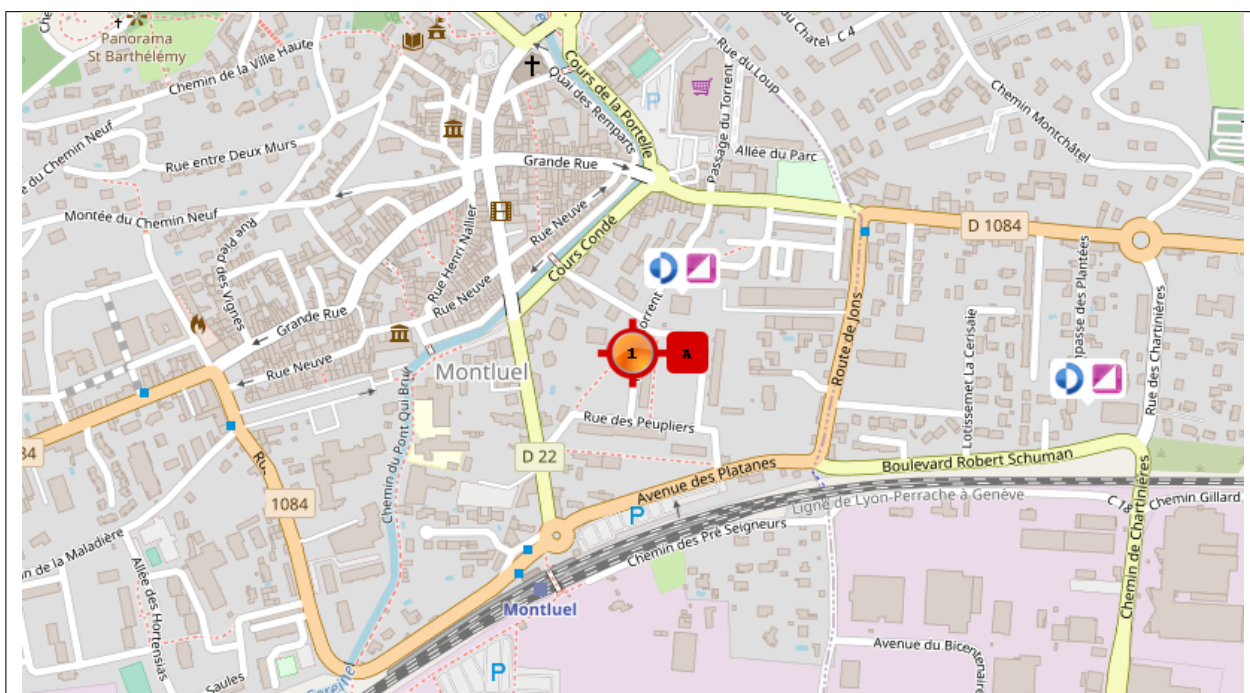 Panorama
St Barthélémy
Chemin de la Ville Haute
Cours de la Portelle
Quai des Remparts
Rue du Loup
du Chatel C 4
Passage du Torrent
P
Allée du Parc
Chemin Montchâtel
du Chemin Neuf
Rue entre Deux Murs
Montée du Chemin Neuf
Rue Pied des Vignes
Grande Rue
Rue Henri Nallier
Rue Neuve
Cours Condé
D 1084
Grande Rue
Rue Neuve
Rue Neuve
Torrent
1
A
Route de Jons
Lotissemet La Cerisaie
Impasse des Plantées
Rue des Chartinières
Montluel
Chemin du Pont Qui Bruy
Rue des Peupliers
D 22
1084
Avenue des Platanes
Boulevard Robert Schuman
Ligne de Lyon-Perrache à Genève
C 18
Chemin Gillard
P
Chemin des Pré Seigneurs
Chemin de Chartinières
de la Maladière
Allée des Hortensias
Saules
Montluel
P
Avenue du Bicentenaire